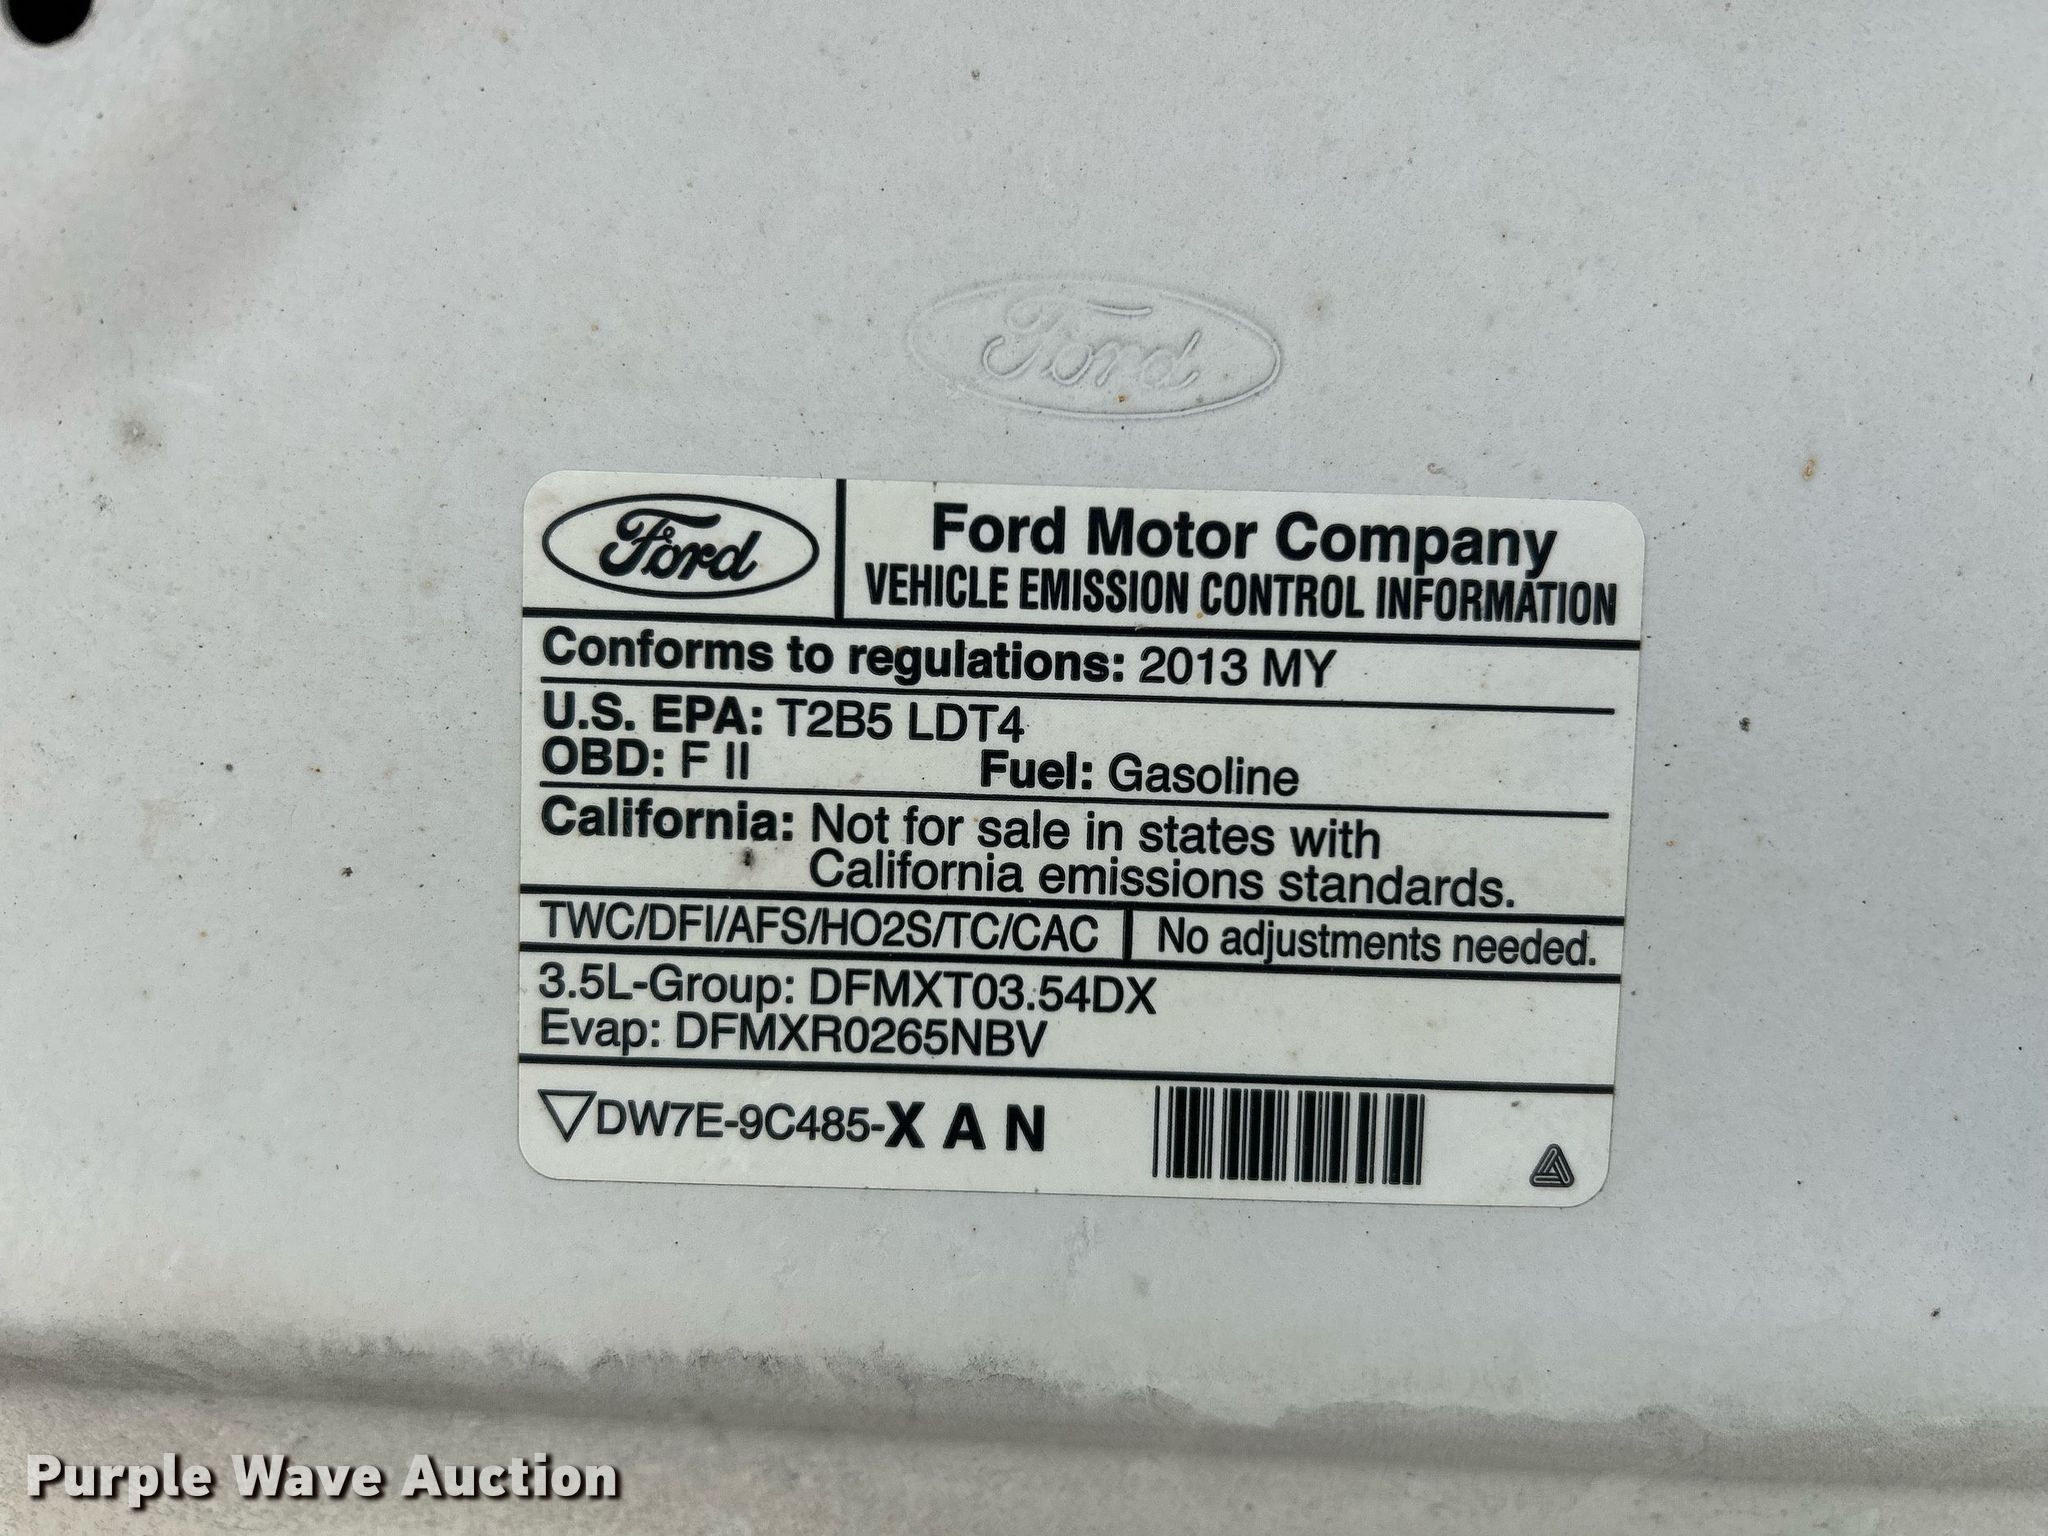 Ford
Ford
Ford Motor Company
VEHICLE EMISSION CONTROL INFORMATION
Conforms to regulations: 2013 MY
U.S. EPA: T2B5 LDT4
OBD: F II Fuel: Gasoline
California: Not for sale in states with
California emissions standards.
TWC/DFI/AFS/HO2S/TC/CAC No adjustments needed.
3.5L-Group: DFMXT03.54DX
Evap: DFMXR0265NBV
▽DW7E-9C485-X A N
Purple Wave Auction